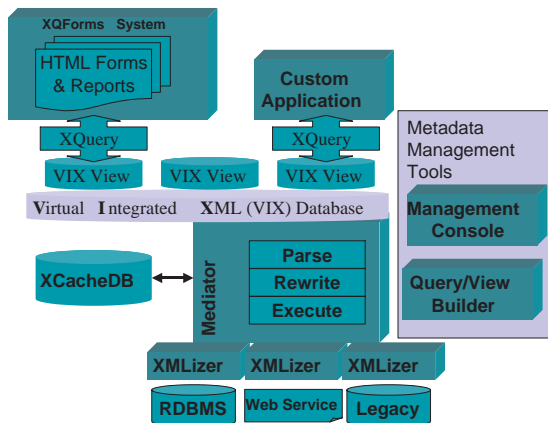 XQForms System
HTML Forms
& Reports
Custom
Application
XQuery
XQuery
VIX View
VIX View
VIX View
Virtual Integrated XML (VIX) Database
Metadata
Management
Tools
Management
Console
Query/View
Builder
XCacheDB
Mediator
Parse
Rewrite
Execute
XMLizer
XMLizer
XMLizer
RDBMS
Web Service
Legacy